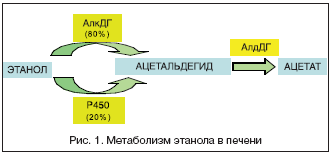 АлкДГ
(80%)
АлдДГ
ЭТАНОЛ
АЦЕТАЛЬДЕГИД
АЦЕТАТ
Р450
(20%)
Рис. 1. Метаболизм этанола в печени